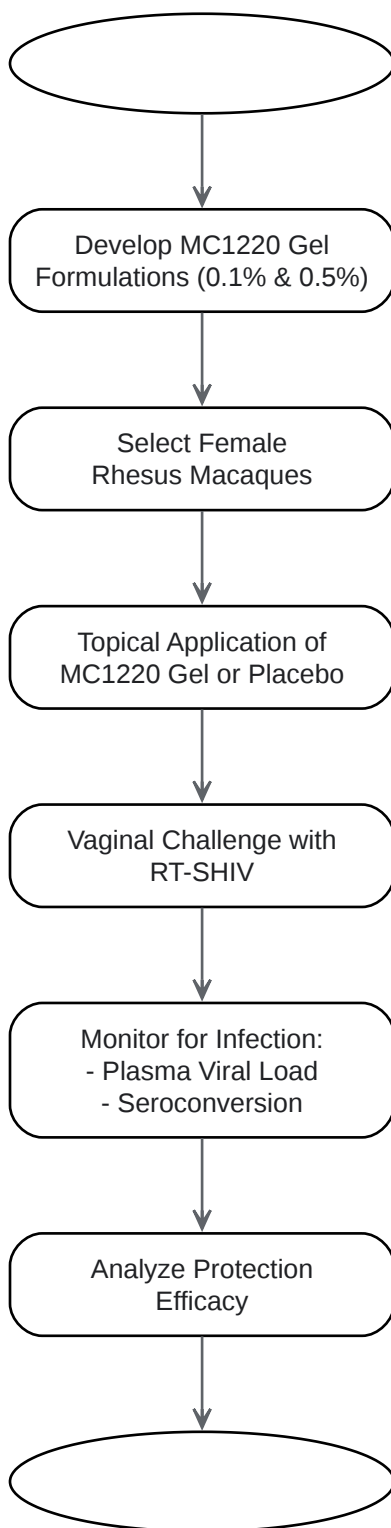 Develop MC1220 Gel
Formulations (0.1% & 0.5%)
Select Female
Rhesus Macaques
Topical Application of
MC1220 Gel or Placebo
Vaginal Challenge with
RT-SHIV
Monitor for Infection:
- Plasma Viral Load
- Seroconversion
Analyze Protection
Efficacy